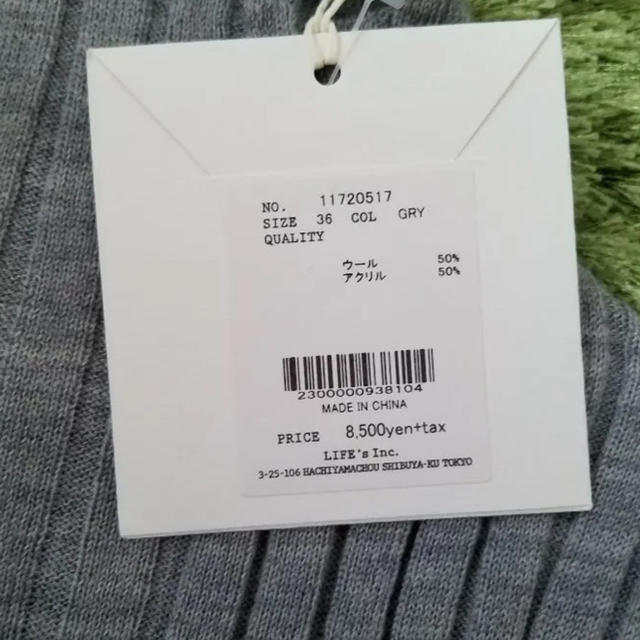 NO. 11720517
SIZE 36 COL GRY
QUALITY
ウール 50%
アクリル 50%
2300000938104
MADE IN CHINA
PRICE 8,500yen+tax
LIFE's Inc.
3-25-106 HACHIYAMACHOU SHIBUYA-KU TOKYO